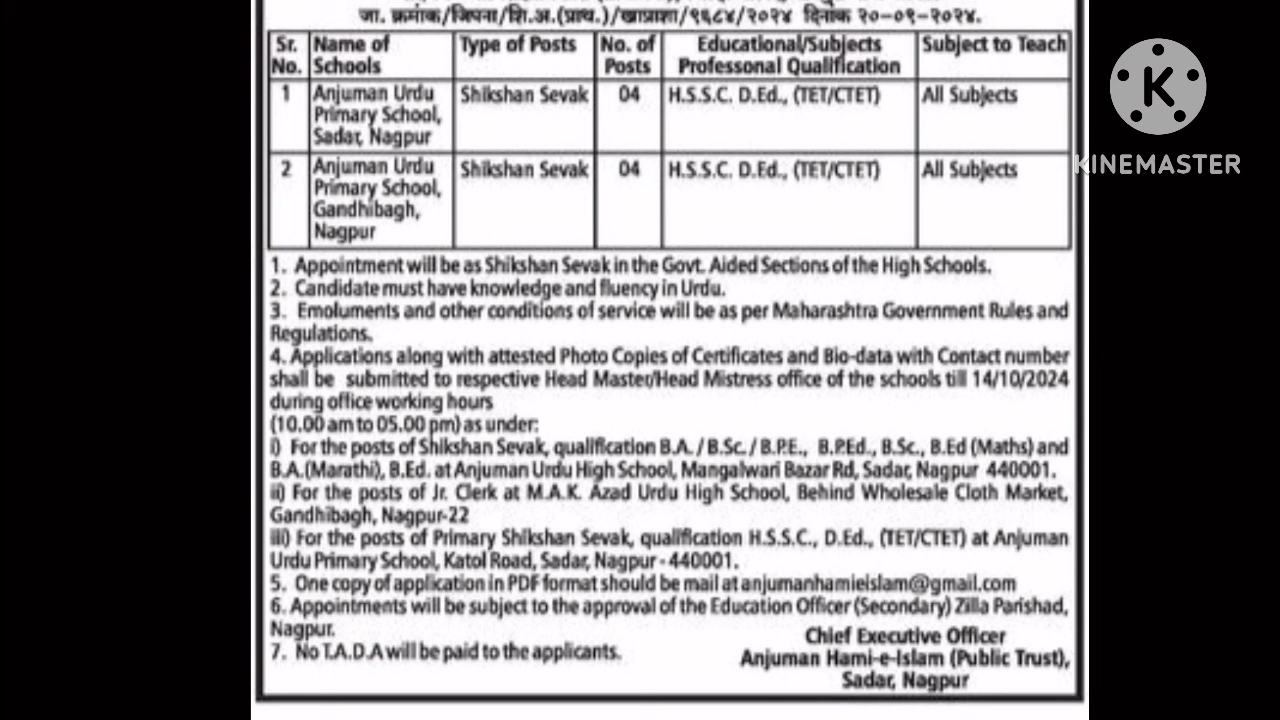 जा. क्रमांक/जिपना/शि.अ.(प्राथ.)/खाप्राशा/९६८४/२०२४ दिनांक २०-०९-२०२४.
Sr. No. Name of Schools Type of Posts No. of Posts Educational/Subjects Professonal Qualification Subject to Teach
1 Anjuman Urdu Primary School, Sadar, Nagpur Shikshan Sevak 04 H.S.S.C. D.Ed., (TET/CTET) All Subjects
2 Anjuman Urdu Primary School, Gandhibagh, Nagpur Shikshan Sevak 04 H.S.S.C. D.Ed., (TET/CTET) All Subjects
1. Appointment will be as Shikshan Sevak in the Govt. Aided Sections of the High Schools.
2. Candidate must have knowledge and fluency in Urdu.
3. Emoluments and other conditions of service will be as per Maharashtra Government Rules and
Regulations.
4. Applications along with attested Photo Copies of Certificates and Bio-data with Contact number
shall be submitted to respective Head Master/Head Mistress office of the schools till 14/10/2024
during office working hours
(10.00 am to 05.00 pm) as under:
i) For the posts of Shikshan Sevak, qualification B.A. / B.Sc. / B.P.E., B.P.Ed., B.Sc., B.Ed (Maths) and
B.A.(Marathi), B.Ed. at Anjuman Urdu High School, Mangalwari Bazar Rd, Sadar, Nagpur 440001.
ii) For the posts of Jr. Clerk at M.A.K. Azad Urdu High School, Behind Wholesale Cloth Market,
Gandhibagh, Nagpur-22
iii) For the posts of Primary Shikshan Sevak, qualification H.S.S.C., D.Ed., (TET/CTET) at Anjuman
Urdu Primary School, Katol Road, Sadar, Nagpur - 440001.
5. One copy of application in PDF format should be mail at anjumanhamieislam@gmail.com
6. Appointments will be subject to the approval of the Education Officer (Secondary) Zilla Parishad,
Nagpur.
7. No T.A.D.A will be paid to the applicants.
Chief Executive Officer
Anjuman Hami-e-Islam (Public Trust),
Sadar, Nagpur
K
KINEMASTER